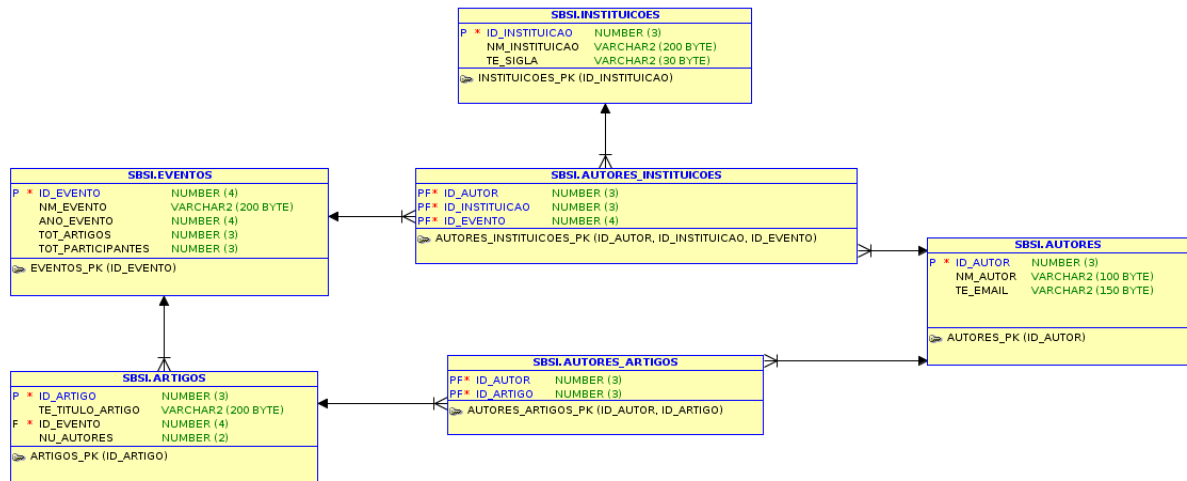 SBSI.INSTITUICOES
P * ID_INSTITUICAO NUMBER (3)
NM_INSTITUICAO VARCHAR2 (200 BYTE)
TE_SIGLA VARCHAR2 (30 BYTE)
INSTITUICOES_PK (ID_INSTITUICAO)
SBSI.EVENTOS
P * ID_EVENTO NUMBER (4)
NM_EVENTO VARCHAR2 (200 BYTE)
ANO_EVENTO NUMBER (4)
TOT_ARTIGOS NUMBER (3)
TOT_PARTICIPANTES NUMBER (3)
EVENTOS_PK (ID_EVENTO)
SBSI.AUTORES_INSTITUICOES
PF* ID_AUTOR NUMBER (3)
PF* ID_INSTITUICAO NUMBER (3)
PF* ID_EVENTO NUMBER (4)
AUTORES_INSTITUICOES_PK (ID_AUTOR, ID_INSTITUICAO, ID_EVENTO)
SBSI.AUTORES
P * ID_AUTOR NUMBER (3)
NM_AUTOR VARCHAR2 (100 BYTE)
TE_EMAIL VARCHAR2 (150 BYTE)
AUTORES_PK (ID_AUTOR)
SBSI.ARTIGOS
P * ID_ARTIGO NUMBER (3)
TE_TITULO_ARTIGO VARCHAR2 (200 BYTE)
F * ID_EVENTO NUMBER (4)
NU_AUTORES NUMBER (2)
ARTIGOS_PK (ID_ARTIGO)
SBSI.AUTORES_ARTIGOS
PF* ID_AUTOR NUMBER (3)
PF* ID_ARTIGO NUMBER (3)
AUTORES_ARTIGOS_PK (ID_AUTOR, ID_ARTIGO)